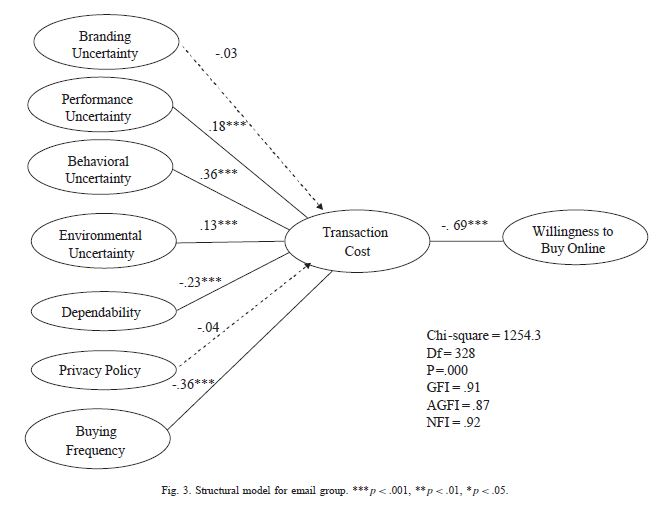 Branding
Uncertainty
-.03
Performance
Uncertainty
.18***
Behavioral
Uncertainty
.36***
Environmental
Uncertainty
.13***
Transaction
Cost
-. 69***
Willingness to
Buy Online
Dependability
-.23***
Privacy Policy
-.04
Buying
Frequency
-.36***
Chi-square = 1254.3
Df= 328
P=.000
GFI = .91
AGFI= .87
NFI = .92
Fig. 3. Structural model for email group. ***p < .001, **p < .01, *p < .05.